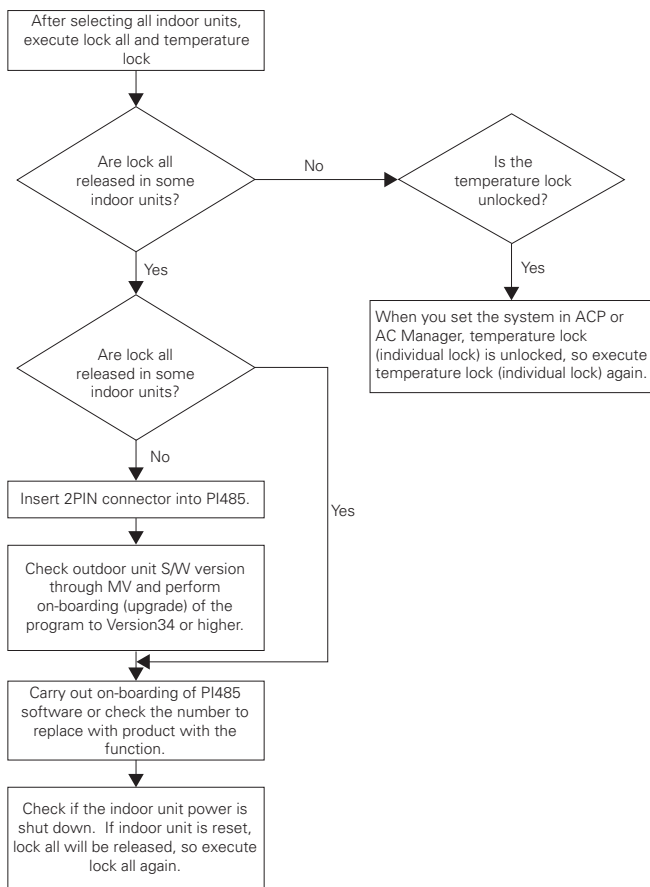 After selecting all indoor units,
execute lock all and temperature
lock
Are lock all
released in some
indoor units?
No
Is the
temperature lock
unlocked?
Yes
Yes
When you set the system in ACP or
AC Manager, temperature lock
(individual lock) is unlocked, so execute
temperature lock (individual lock) again.
Are lock all
released in some
indoor units?
No
Yes
Insert 2PIN connector into PI485.
Check outdoor unit S/W version
through MV and perform
on-boarding (upgrade) of the
program to Version34 or higher.
Carry out on-boarding of PI485
software or check the number to
replace with product with the
function.
Check if the indoor unit power is
shut down. If indoor unit is reset,
lock all will be released, so execute
lock all again.